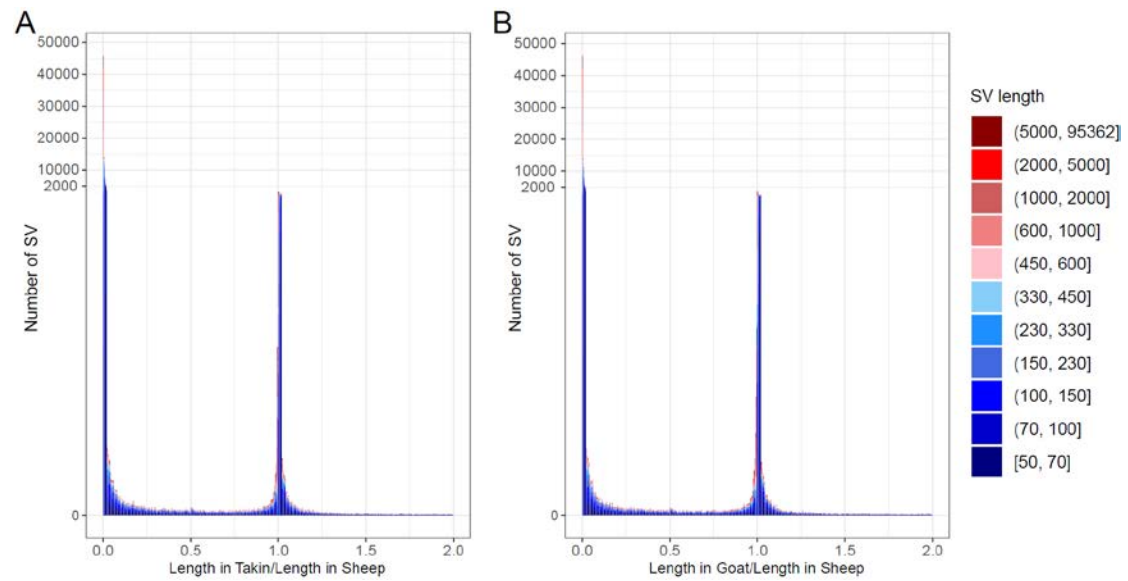 A
50000
40000
30000
20000
10000
2000
0
Number of SV
0.0 0.5 1.0 1.5 2.0
Length in Takin/Length in Sheep
B
50000
40000
30000
20000
10000
2000
0
Number of SV
0.0 0.5 1.0 1.5 2.0
Length in Goat/Length in Sheep
SV length
(5000, 95362]
(2000, 5000]
(1000, 2000]
(600, 1000]
(450, 600]
(330, 450]
(230, 330]
(150, 230]
(100, 150]
(70, 100]
[50, 70]